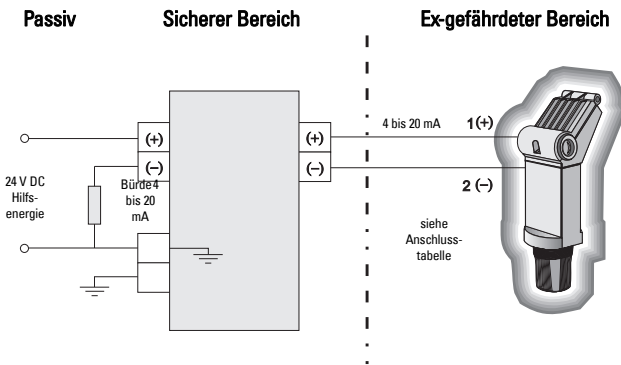 Passiv
Sicherer Bereich
Ex-gefährdeter Bereich
4 bis 20 mA
1 (+)
(+)
(+)
(–)
(–)
24 V DC
Hilfs-
energie
Bürde 4
bis 20
mA
2 (–)
siehe
Anschluss-
tabelle